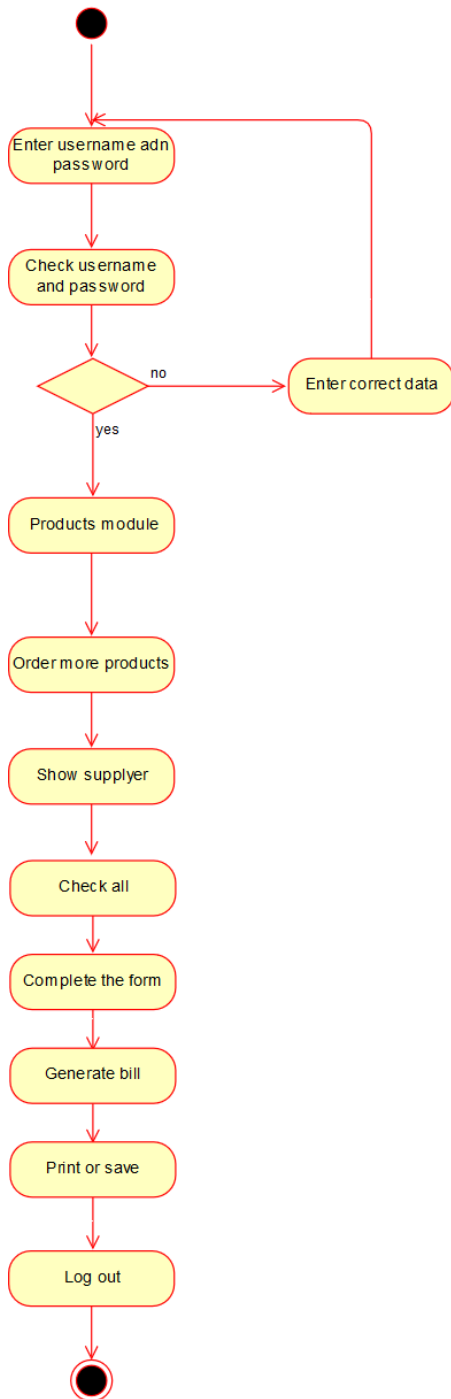 Enter username adn
password
Check username
and password
no
Enter correct data
yes
Products module
Order more products
Show supplyer
Check all
Complete the form
Generate bill
Print or save
Log out